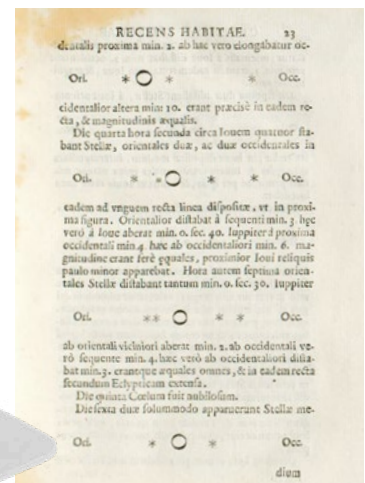 RECENS HABITAE. 23
dentalis proxima min. 2. ab hac vero elongabatur oc-
Ori. * O * * Occ.
cidentalior altera min: 10. erant præcisè in eadem re-
cta, & magnitudinis æqualis.
Die quarta hora secunda circa Iouem quatuor sta-
bant Stellæ, orientales duæ, ac duæ occidentales in
Ori. * * O * * Occ.
eadem ad vnguem recta linea dispositæ, vt in proxi-
ma figura. Orientalior distabat à sequenti min. 3. hęc
verò à Ioue aberat min. 0. sec. 40. Iuppiter à proxima
occidentali min 4. hæc ab occidentaliori min. 6. ma-
gnitudine erant ferè ęquales, proximior Ioui reliquis
paulo minor apparebat. Hora autem septima orien-
tales Stellæ distabant tantum min. 0. sec. 30. Iuppiter
Ori. ** O * * Occ.
ab orientali viciniori aberat min. 2. ab occidentali ve-
rò sequente min. 4. hæc verò ab occidentaliori dista-
bat min. 3. erantque æquales omnes, & in eadem recta
secundum Eclypticam extensa.
Die quinta Cœlum fuit nubilosum.
Die sexta duæ solummodo apparuerunt Stellæ me-
Ori. * O * Occ.
dium